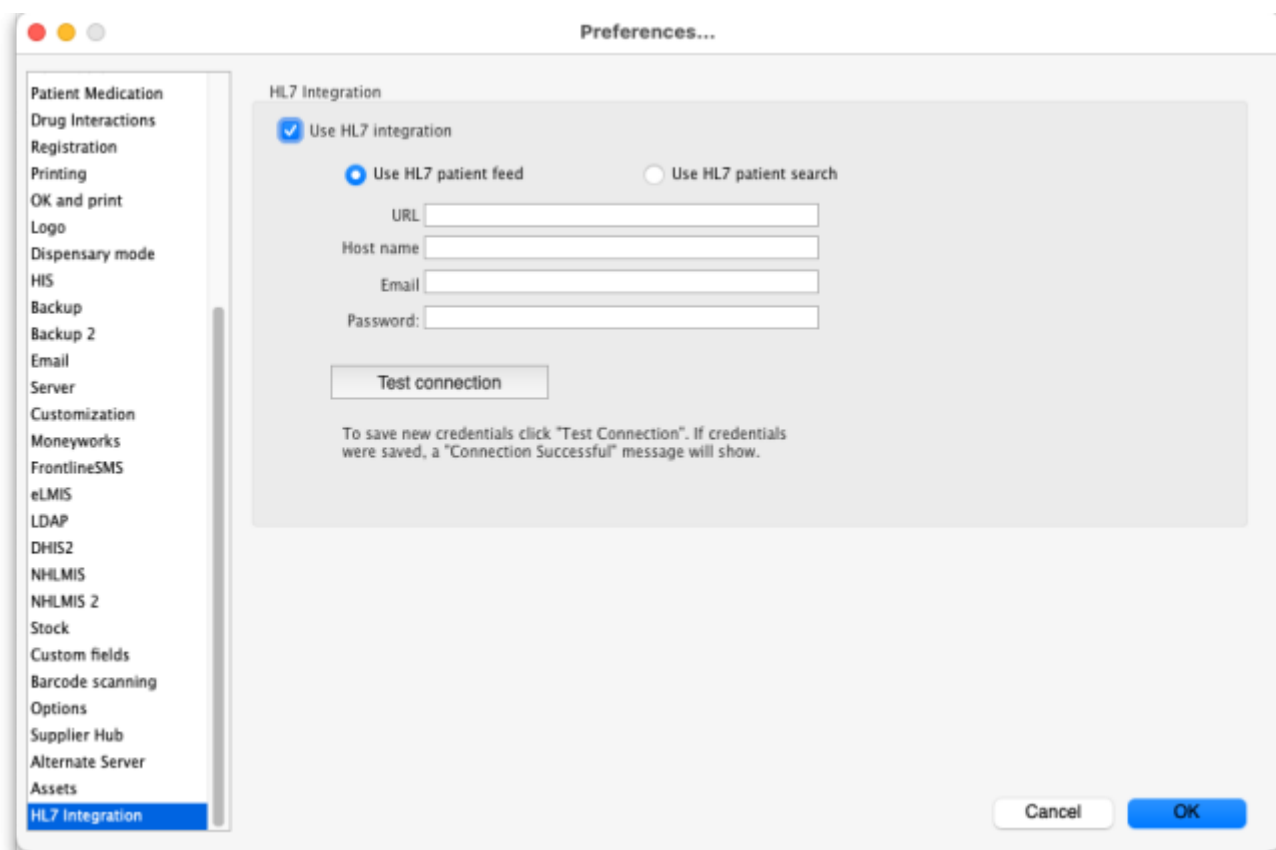 Preferences...
Patient Medication
Drug Interactions
Registration
Printing
OK and print
Logo
Dispensary mode
HIS
Backup
Backup 2
Email
Server
Customization
Moneyworks
FrontlineSMS
eLMIS
LDAP
DHIS2
NHLMIS
NHLMIS 2
Stock
Custom fields
Barcode scanning
Options
Supplier Hub
Alternate Server
Assets
HL7 Integration
HL7 Integration
Use HL7 integration
Use HL7 patient feed Use HL7 patient search
URL
Host name
Email
Password:
Test connection
To save new credentials click "Test Connection". If credentials
were saved, a "Connection Successful" message will show.
Cancel OK